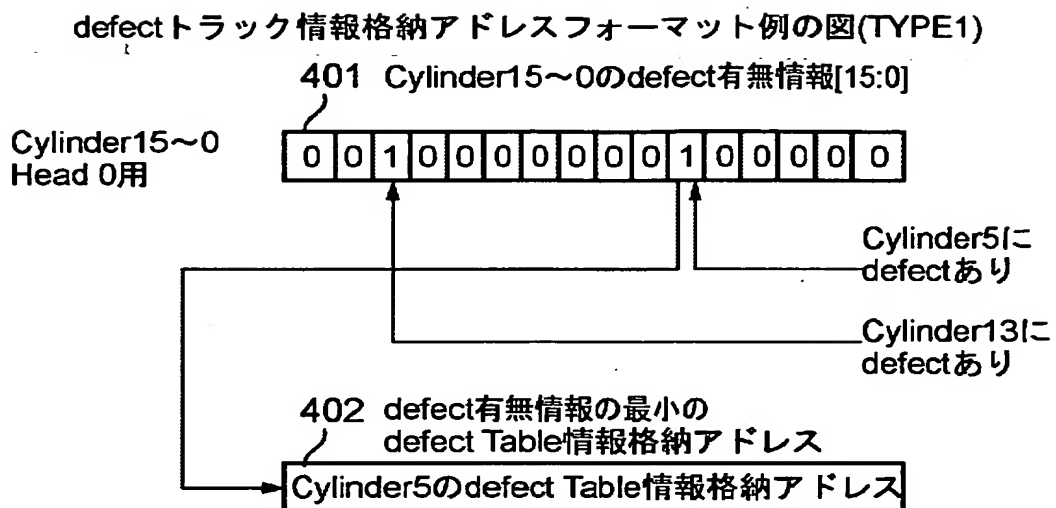 defectトラック情報格納アドレスフォーマット例の図(TYPE1)
401 Cylinder15～0のdefect有無情報[15:0]
Cylinder15～0
Head 0用
0 0 1 0 0 0 0 0 0 0 1 0 0 0 0 0
Cylinder5に
defectあり
Cylinder13に
defectあり
402 defect有無情報の最小の
defect Table情報格納アドレス
Cylinder5のdefect Table情報格納アドレス